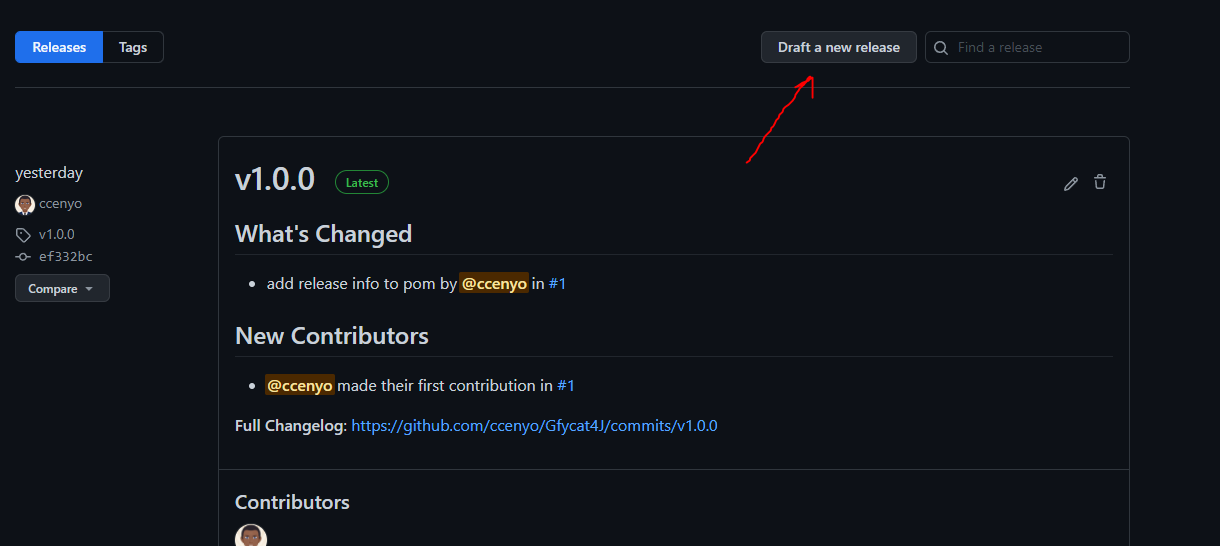 Releases Tags Draft a new release Find a release
yesterday
ccenyo
v1.0.0
ef332bc
Compare
v1.0.0 Latest
What's Changed
• add release info to pom by @ccenyo in #1
New Contributors
• @ccenyo made their first contribution in #1
Full Changelog: https://github.com/ccenyo/Gfycat4J/commits/v1.0.0
Contributors